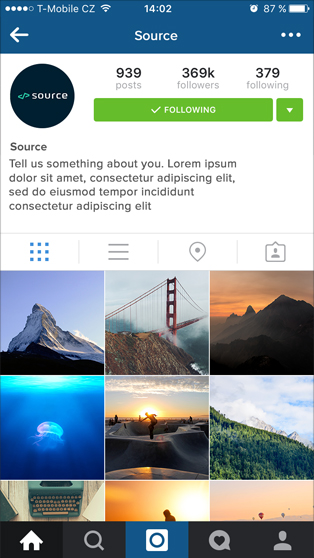 T-Mobile CZ 14:02 87%
Source
939 369k 379
posts followers following
</> source
FOLLOWING
Source
Tell us something about you. Lorem ipsum
dolor sit amet, consectetur adipiscing elit,
sed do eiusmod tempor incididunt
consectetur adipiscing elit